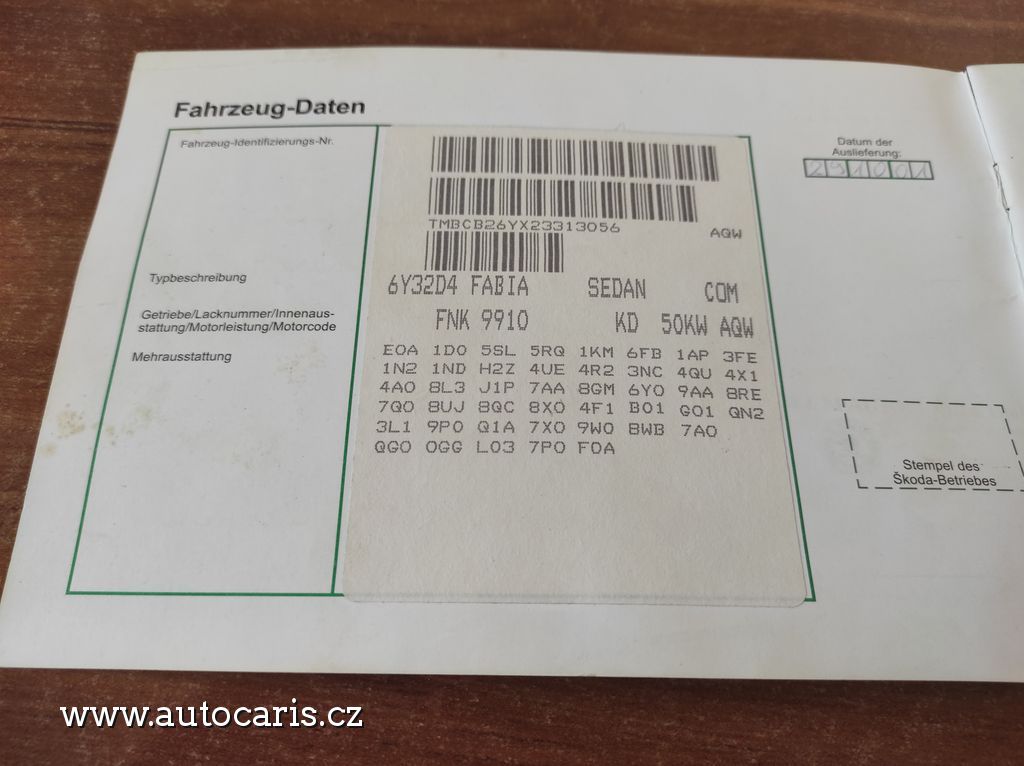 Fahrzeug-Daten
Fahrzeug-Identifizierungs-Nr.
Datum der
Auslieferung:
291001
TMBCB26YX23313056
AQW
Typbeschreibung
6Y32D4 FABIA SEDAN COM
Getriebe/Lacknummer/Innenaus-
stattung/Motorleistung/Motorcode
FNK 9910 KD 50KW AQW
Mehrausstattung
E0A 1D0 5SL 5RQ 1KM 6FB 1AP 3FE
1N2 1ND H2Z 4UE 4R2 3NC 4QU 4X1
4A0 8L3 J1P 7AA 8GM 6Y0 9AA 8RE
7Q0 8UJ 8QC 8X0 4F1 B01 G01 QN2
3L1 9P0 Q1A 7X0 9W0 8WB 7A0
QG0 0GG L03 7P0 F0A
Stempel des
Škoda-Betriebes
www.autocaris.cz